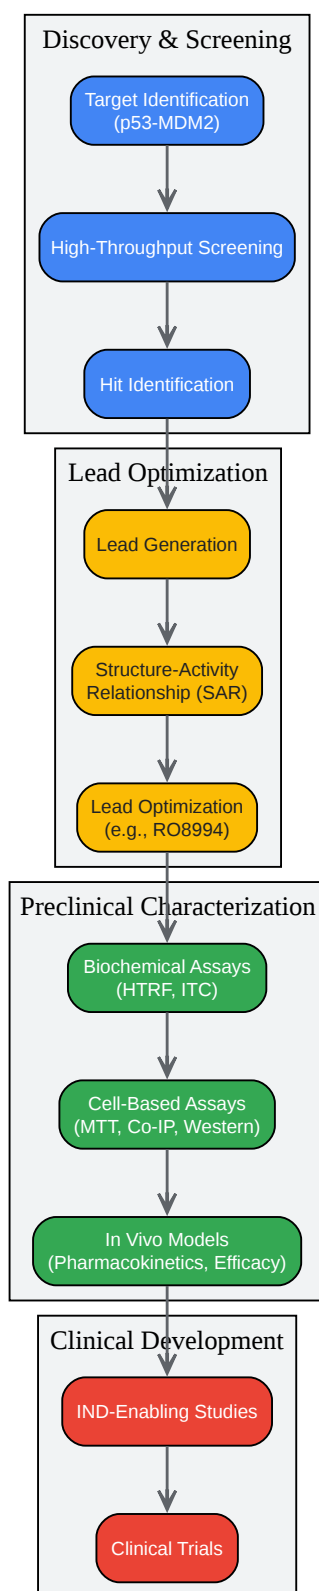 Discovery & Screening
Target Identification
(p53-MDM2)
High-Throughput Screening
Hit Identification
Lead Optimization
Lead Generation
Structure-Activity
Relationship (SAR)
Lead Optimization
(e.g., RO8994)
Preclinical Characterization
Biochemical Assays
(HTRF, ITC)
Cell-Based Assays
(MTT, Co-IP, Western)
In Vivo Models
(Pharmacokinetics, Efficacy)
Clinical Development
IND-Enabling Studies
Clinical Trials